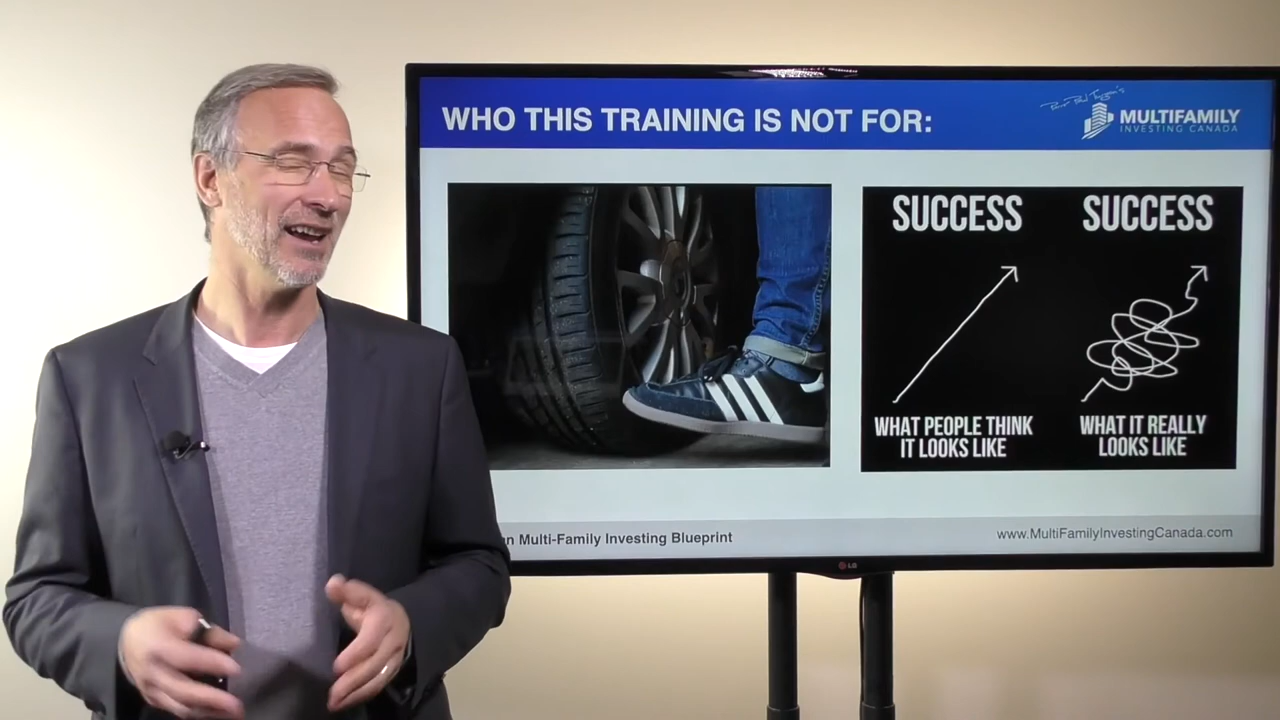 WHO THIS TRAINING IS NOT FOR:
MULTIFAMILY
INVESTING CANADA
SUCCESS
SUCCESS
WHAT PEOPLE THINK
IT LOOKS LIKE
WHAT IT REALLY
LOOKS LIKE
Multi-Family Investing Blueprint
www.MultiFamilyInvestingCanada.com
LG